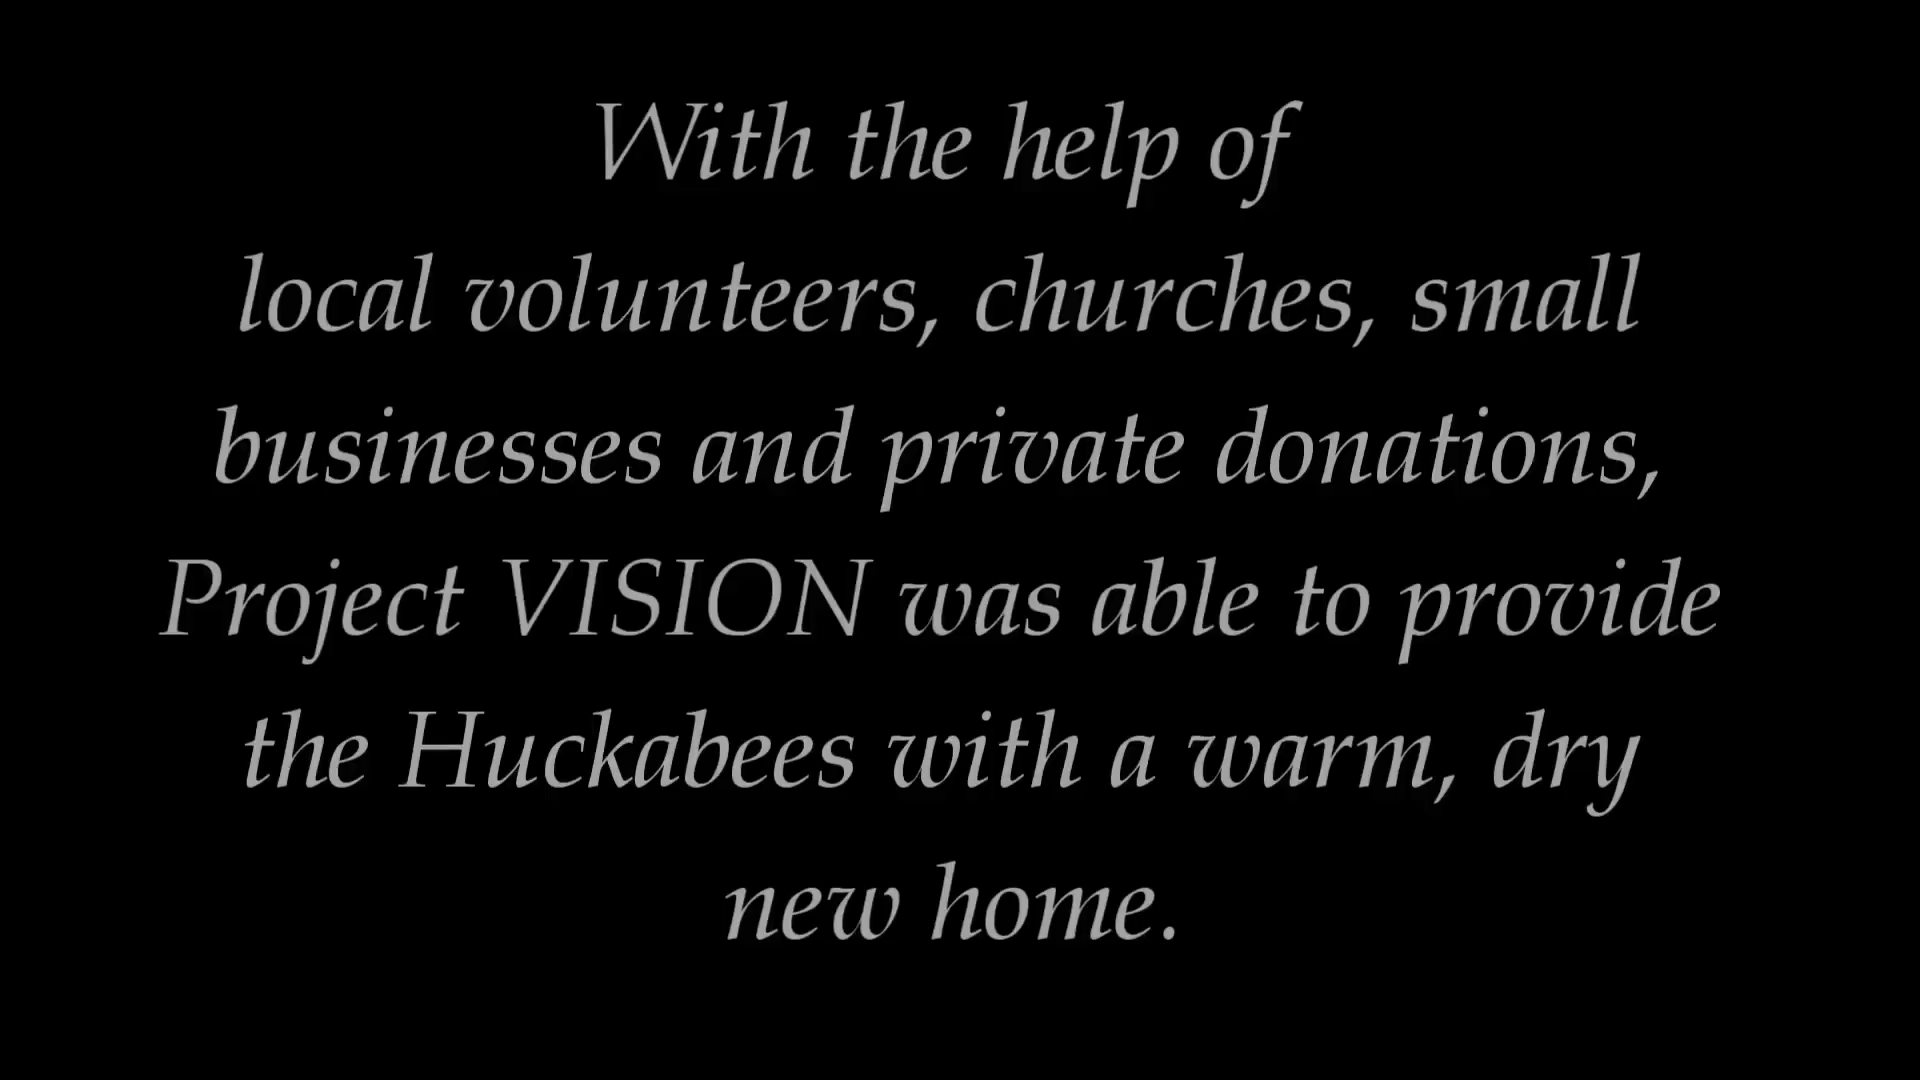 With the help of
local volunteers, churches, small
businesses and private donations,
Project VISION was able to provide
the Huckabees with a warm, dry
new home.